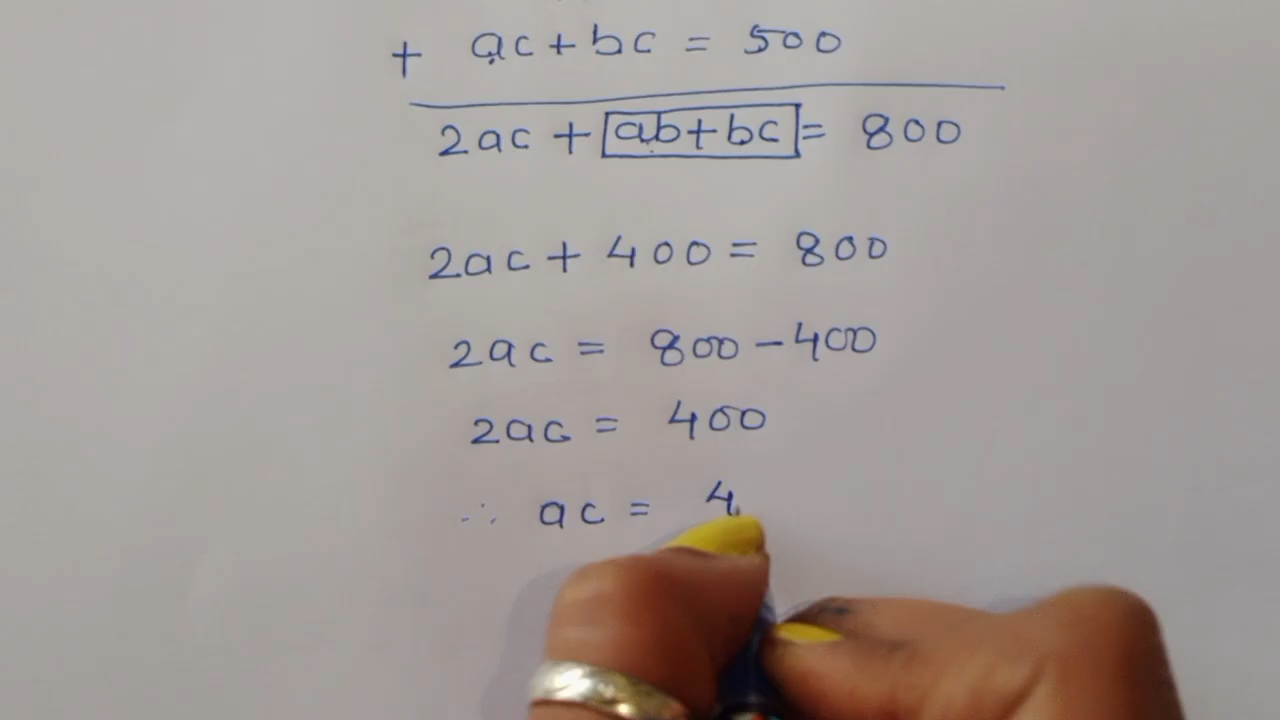 + ac + bc = 500
2ac + ab+bc = 800
2ac + 400 = 800
2ac = 800 - 400
2ac = 400
∴ ac = 4